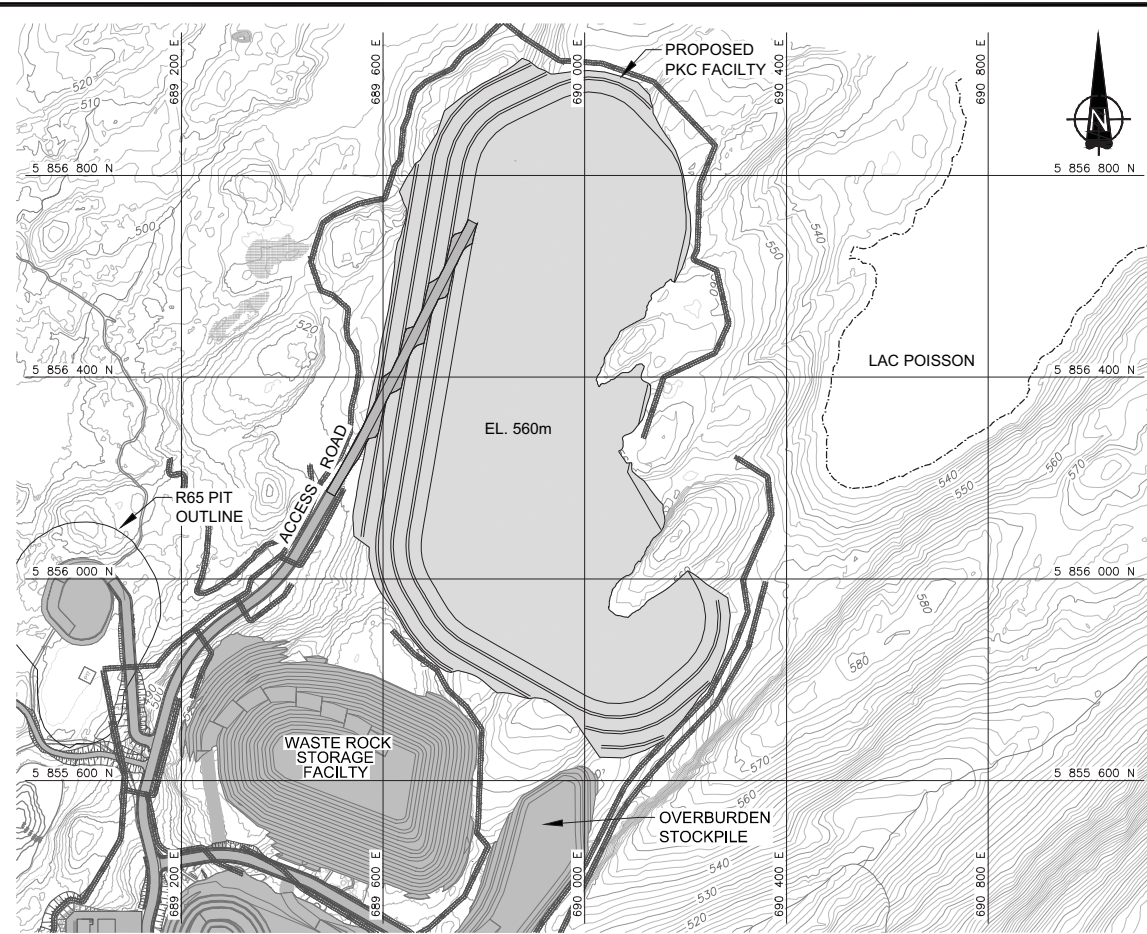 689 200 E
689 600 E
690 000 E
690 400 E
690 800 E
PROPOSED
PKC FACILTY
N
520
510
5 856 800 N
5 856 800 N
500
540
550
520
5 856 400 N
LAC POISSON
5 856 400 N
EL. 560m
ACCESS ROAD
560
570
540
550
R65 PIT
OUTLINE
5 856 000 N
5 856 000 N
580
580
500
WASTE ROCK
STORAGE
FACILTY
570
5 855 600 N
5 855 600 N
560
OVERBURDEN
STOCKPILE
540
530
520
689 200 E
689 600 E
690 000 E
690 400 E
690 800 E